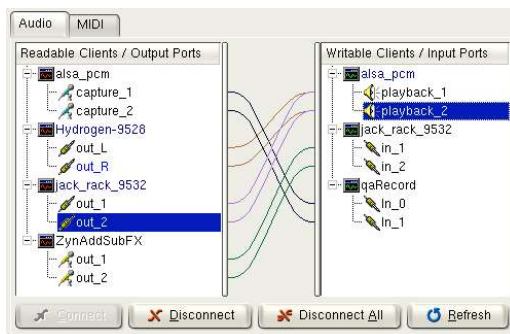 Audio
MIDI
Readable Clients / Output Ports
alsa_pcm
capture_1
capture_2
Hydrogen-9528
out_L
out_R
jack_rack_9532
out_1
out_2
ZynAddSubFX
out_1
out_2
Writable Clients / Input Ports
alsa_pcm
playback_1
playback_2
jack_rack_9532
in_1
in_2
qaRecord
In_0
In_1
Connect
Disconnect
Disconnect All
Refresh